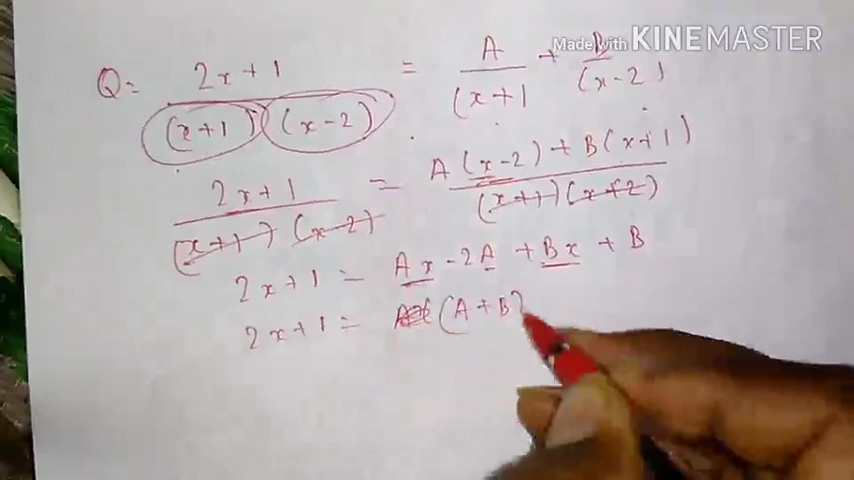 Made with KINEMASTER
Q= 2x+1 / (x+1) (x-2) = A / (x+1 + B / (x-2)
2x+1 / (x+1) (x-2) = A(x-2) + B(x+1) / (x+1)(x+2)
2x+1 = Ax-2A+Bx+B
2x+1 = (A+B)